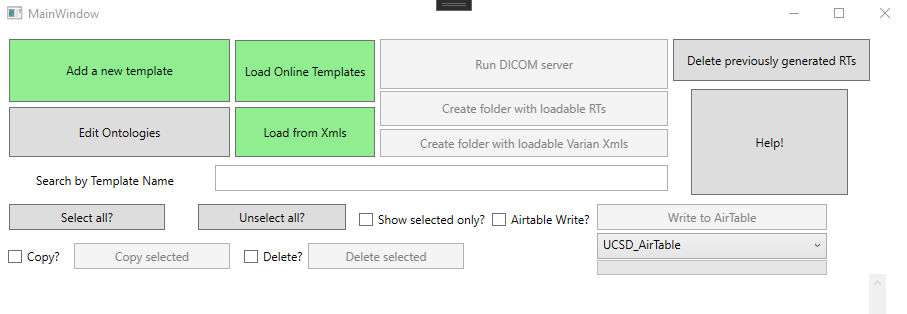 MainWindow
Add a new template
Load Online Templates
Run DICOM server
Delete previously generated RTs
Create folder with loadable RTs
Edit Ontologies
Load from Xmls
Create folder with loadable Varian Xmls
Help!
Search by Template Name
Select all?
Unselect all?
Show selected only?
Airtable Write?
Write to AirTable
UCSD_AirTable
Copy?
Copy selected
Delete?
Delete selected